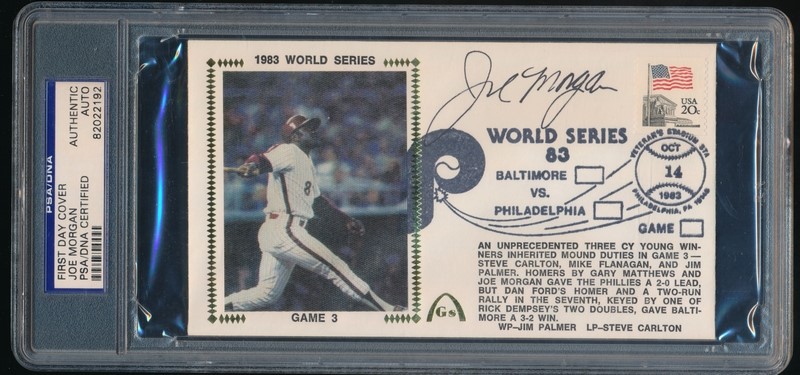 PSA/DNA
FIRST DAY COVER
JOE MORGAN
PSA/DNA CERTIFIED
AUTHENTIC
AUTO
82022192
1983 WORLD SERIES
8
GAME 3
Joe Morgan
USA
20c
WORLD SERIES
83
BALTIMORE
VS.
PHILADELPHIA
GAME
VETERAN'S STADIUM STA
OCT
14
1983
PHILADELPHIA, PA
Gs
AN UNPRECEDENTED THREE CY YOUNG WIN-
NERS INHERITED MOUND DUTIES IN GAME 3—
STEVE CARLTON, MIKE FLANAGAN, AND JIM
PALMER. HOMERS BY GARY MATTHEWS AND
JOE MORGAN GAVE THE PHILLIES A 2-0 LEAD,
BUT DAN FORD'S HOMER AND A TWO-RUN
RALLY IN THE SEVENTH, KEYED BY ONE OF
RICK DEMPSEY'S TWO DOUBLES, GAVE BALTI-
MORE A 3-2 WIN.
WP-JIM PALMER LP-STEVE CARLTON